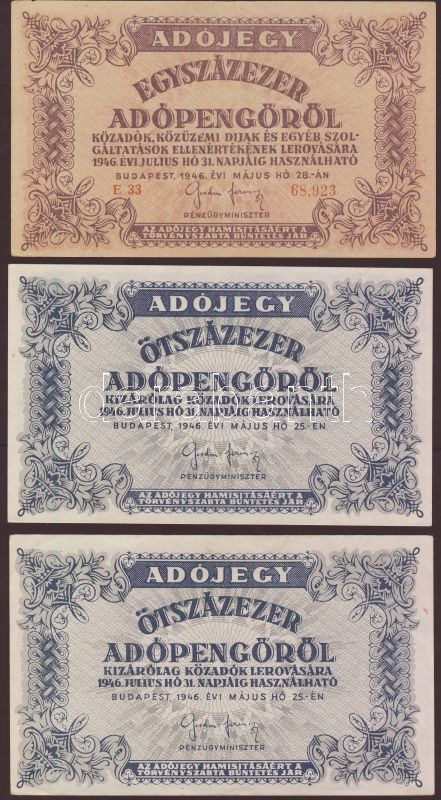 ADÓJEGY
EGYSZÁZEZER
ADÓPENGŐRŐL
KÖZADÓK, KÖZÜZEMI DIJAK ÉS EGYÉB SZOL-
GÁLTATÁSOK ELLENÉRTÉKÉNEK LEROVÁSÁRA
1946. ÉVI JULIUS HÓ 31. NAPJÁIG HASZNÁLHATÓ
BUDAPEST, 1946. ÉVI MÁJUS HÓ 28.-ÁN
E 33 68,923
PÉNZÜGYMINISZTER
AZ ADÓJEGY HAMISITÁSÁÉRT A
TÖRVÉNYSZABTA BÜNTETÉS JÁR
ADÓJEGY
ÖTSZÁZEZER
ADÓPENGŐRŐL
KIZÁRÓLAG KÖZADÓK LEROVÁSÁRA
1946. JULIUS HÓ 31. NAPJÁIG HASZNÁLHATÓ
BUDAPEST, 1946. ÉVI MÁJUS HÓ 25.-ÉN
PÉNZÜGYMINISZTER
AZ ADÓJEGY HAMISITÁSÁÉRT A
TÖRVÉNYSZABTA BÜNTETÉS JÁR
ADÓJEGY
ÖTSZÁZEZER
ADÓPENGŐRŐL
KIZÁRÓLAG KÖZADÓK LEROVÁSÁRA
1946. JULIUS HÓ 31. NAPJÁIG HASZNÁLHATÓ
BUDAPEST, 1946. ÉVI MÁJUS HÓ 25.-ÉN
PÉNZÜGYMINISZTER
AZ ADÓJEGY HAMISITÁSÁÉRT A
TÖRVÉNYSZABTA BÜNTETÉS JÁR